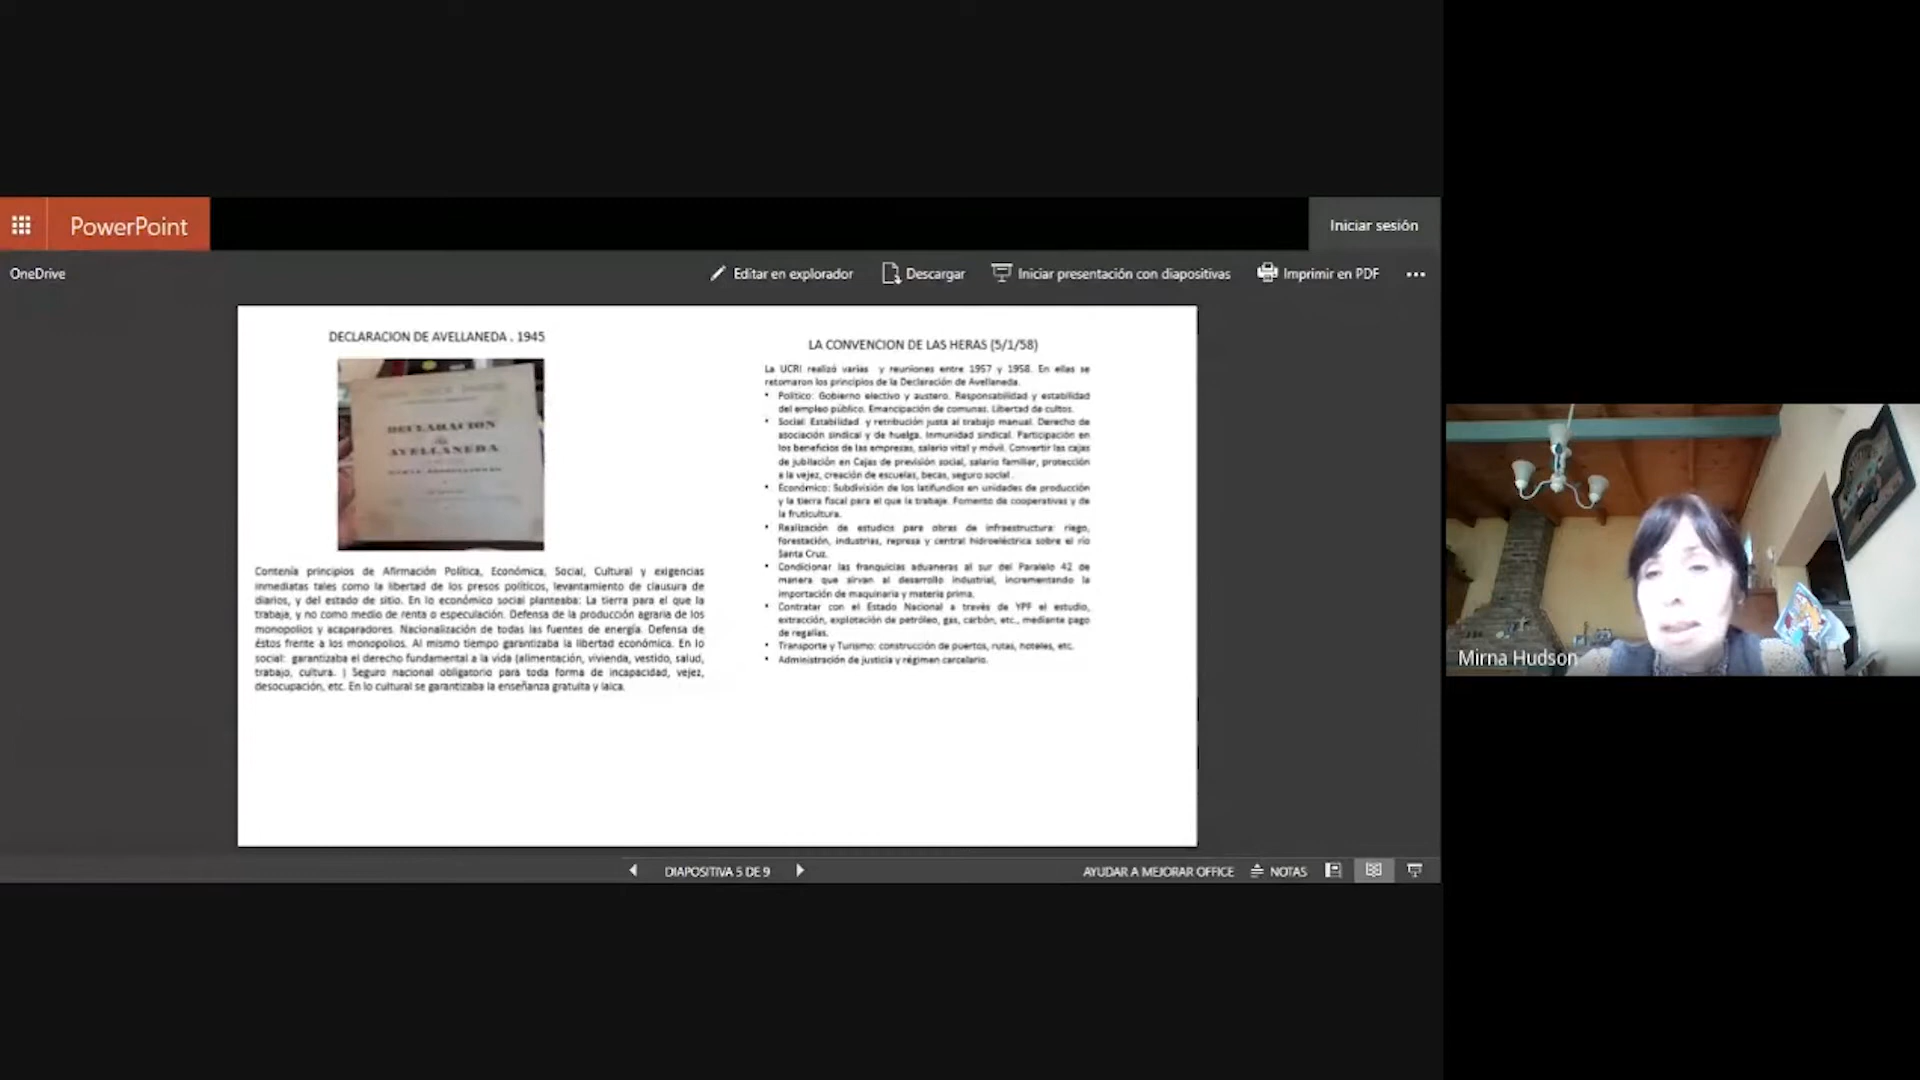 PowerPoint
Iniciar sesión
OneDrive
Editar en explorador
Descargar
Iniciar presentación con diapositivas
Imprimir en PDF
DECLARACION DE AVELLANEDA . 1945
DECLARACION
AVELLANEDA
Contenía principios de Afirmación Política, Económica, Social, Cultural y exigencias
inmediatas tales como la libertad de los presos políticos, levantamiento de clausura de
diarios, y del estado de sitio. En lo económico social planteaba: La tierra para el que la
trabaja, y no como medio de renta o especulación. Defensa de la producción agraria de los
monopolios y acaparadores. Nacionalización de todas las fuentes de energía. Defensa de
éstos frente a los monopolios. Al mismo tiempo garantizaba la libertad económica. En lo
social: garantizaba el derecho fundamental a la vida (alimentación, vivienda, vestido, salud,
trabajo, cultura. ) Seguro nacional obligatorio para toda forma de incapacidad, vejez,
desocupación, etc. En lo cultural se garantizaba la enseñanza gratuita y laica.
LA CONVENCION DE LAS HERAS (5/1/58)
La UCRI realizó varias y reuniones entre 1957 y 1958. En ellas se
retomaron los principios de la Declaración de Avellaneda.
• Político: Gobierno electivo y austero. Responsabilidad y estabilidad
del empleo público. Emancipación de comunas. Libertad de cultos.
• Social: Estabilidad y retribución justa al trabajo manual. Derecho de
asociación sindical y de huelga. Inmunidad sindical. Participación en
los beneficios de las empresas, salario vital y móvil. Convertir las cajas
de jubilación en Cajas de previsión social, salario familiar, protección
a la vejez, creación de escuelas, becas, seguro social.
• Económico: Subdivisión de los latifundios en unidades de producción
y la tierra fiscal para el que la trabaje. Fomento de cooperativas y de
la fruticultura.
• Realización de estudios para obras de infraestructura: riego,
forestación, industrias, represa y central hidroeléctrica sobre el río
Santa Cruz.
• Condicionar las franquicias aduaneras al sur del Paralelo 42 de
manera que sirvan al desarrollo industrial, incrementando la
importación de maquinaria y materia prima.
• Contratar con el Estado Nacional a través de YPF el estudio,
extracción, explotación de petróleo, gas, carbón, etc., mediante pago
de regalías.
• Transporte y Turismo: construcción de puertos, rutas, hoteles, etc.
• Administración de justicia y régimen carcelario.
Mirna Hudson
DIAPOSITIVA 5 DE 9
AYUDAR A MEJORAR OFFICE
NOTAS